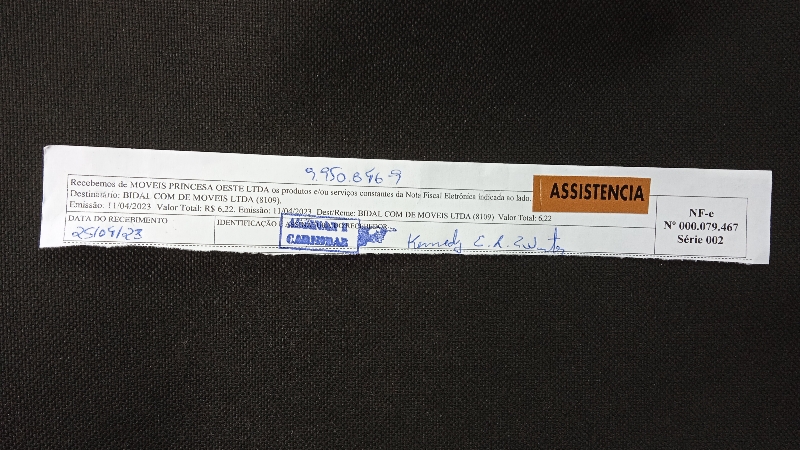 9.950.846-9
Recebemos de MOVEIS PRINCESA OESTE LTDA os produtos e/ou serviços constantes da Nota Fiscal Eletrônica indicada ao lado.
ASSISTENCIA
Destinatário: BIDAL COM DE MOVEIS LTDA (8109).
Emissão: 11/04/2023 Valor Total: R$ 6,22. Emissão: 11/04/2023 Dest/Reme: BIDAL COM DE MOVEIS LTDA (8109) Valor Total: 6,22
NF-e
Nº 000.079.467
Série 002
DATA DO RECEBIMENTO
IDENTIFICAÇÃO
25/04/23
CARIMBAR
Kennedy E. R.